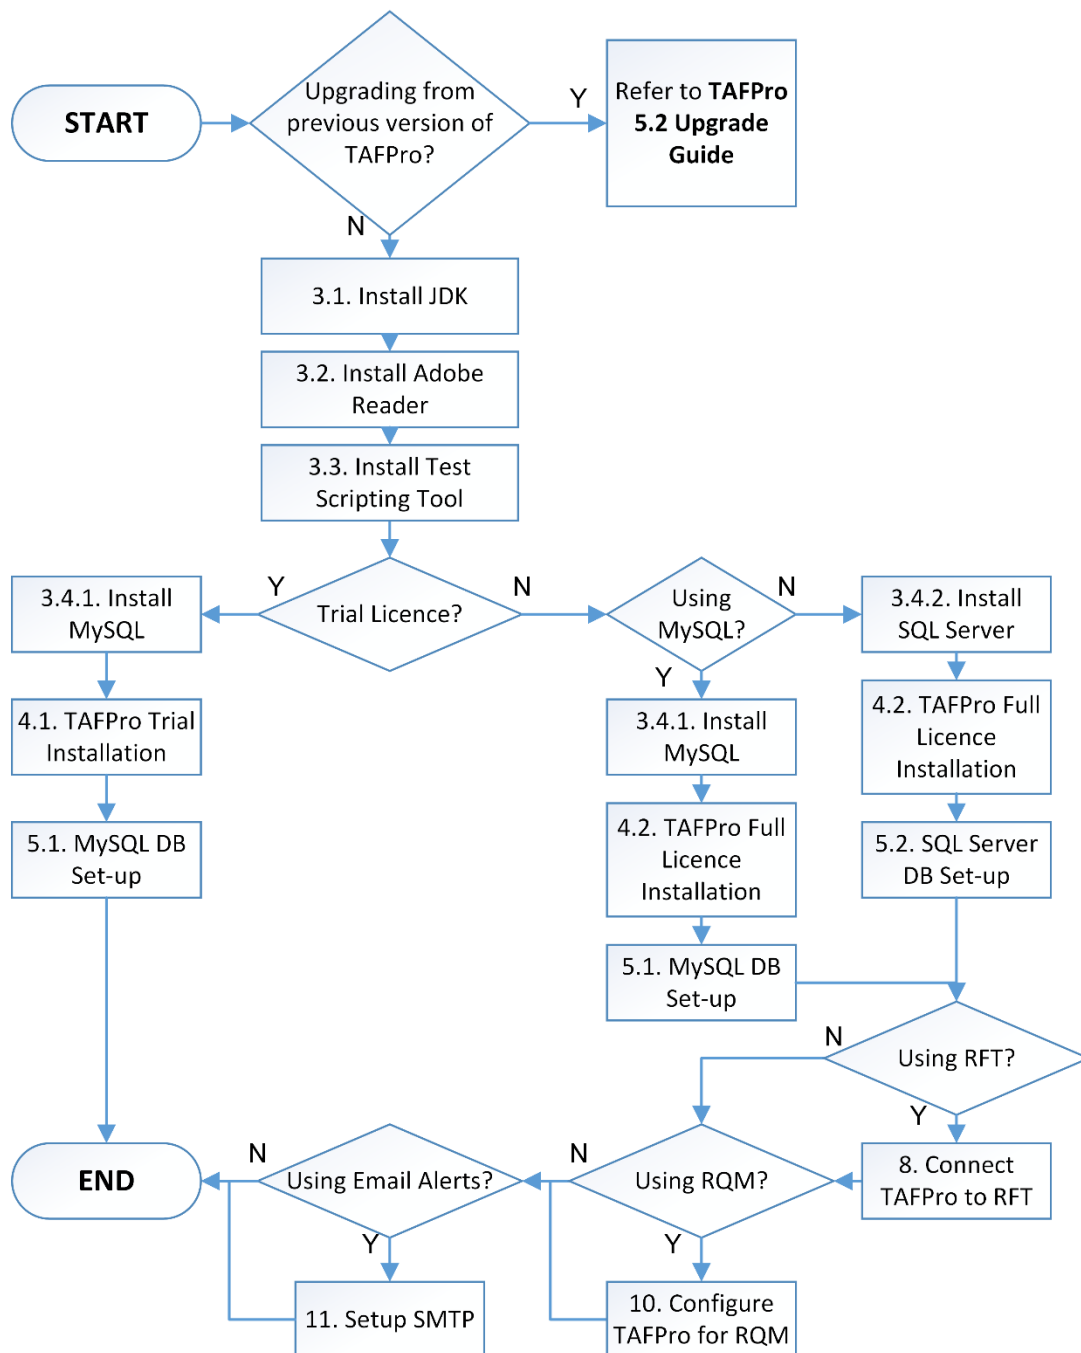 START
Upgrading from
previous version of
TAFPro?
Y
Refer to TAFPro
5.2 Upgrade
Guide
N
3.1. Install JDK
3.2. Install Adobe
Reader
3.3. Install Test
Scripting Tool
Y
Trial Licence?
N
Using
MySQL?
N
Y
3.4.1. Install
MySQL
4.1. TAFPro Trial
Installation
5.1. MySQL DB
Set-up
3.4.1. Install
MySQL
4.2. TAFPro Full
Licence
Installation
5.1. MySQL DB
Set-up
3.4.2. Install
SQL Server
4.2. TAFPro Full
Licence
Installation
5.2. SQL Server
DB Set-up
N
Using RFT?
Y
8. Connect
TAFPro to RFT
N
Using RQM?
Y
10. Configure
TAFPro for RQM
N
Using Email Alerts?
Y
11. Setup SMTP
END